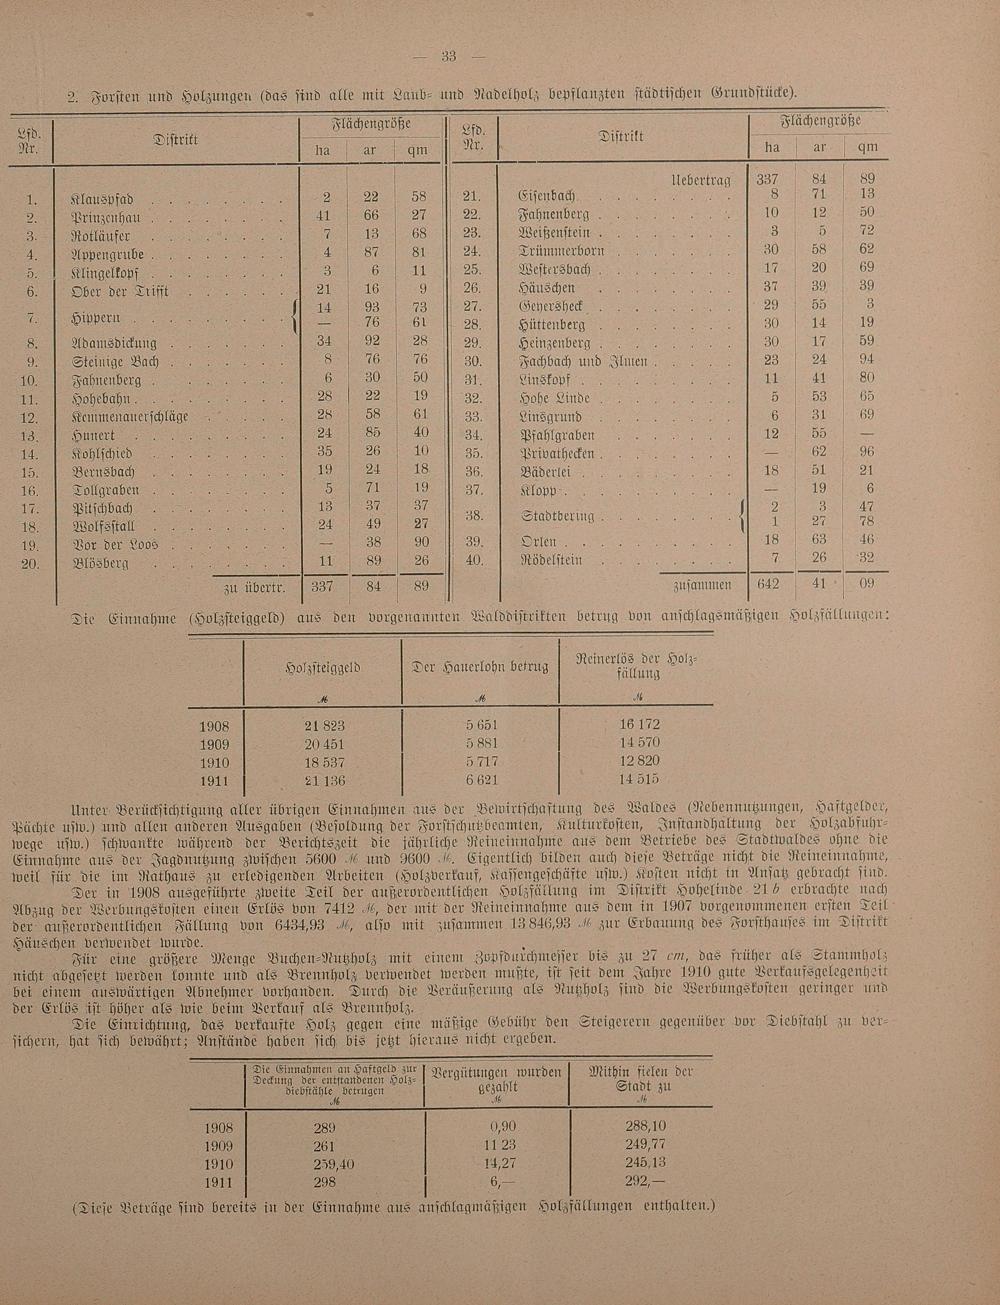 — 33 —
2. Forsten und Holzungen (das sind alle mit Laub- und Nadelholz bepflanzten städtischen Grundstücke).
Lfd. Nr. Distrikt Flächengröße Lfd. Nr. Distrikt Flächengröße
ha ar qm ha ar qm
Uebertrag 337 84 89
1. Klauspfad 2 22 58 21. Eisenbach 8 71 13
2. Prinzenhau 41 66 27 22. Fahnenberg 10 12 50
3. Rotläufer 7 13 68 23. Weißenstein 3 5 72
4. Appengrube 4 87 81 24. Trümmerborn 30 58 62
5. Klingelkopf 3 6 11 25. Westersbach 17 20 69
6. Ober der Trifft 21 16 9 26. Häuschen 37 39 39
7. Hippern { 14 93 73 27. Geyersheck 29 55 3
— 76 61 28. Hüttenberg 30 14 19
8. Adamsdickung 34 92 28 29. Heinzenberg 30 17 59
9. Steinige Bach 8 76 76 30. Fachbach und Ilmen 23 24 94
10. Fahnenberg 6 30 50 31. Linskopf 11 41 80
11. Hohebahn 28 22 19 32. Hohe Linde 5 53 65
12. Kemmenauerschläge 28 58 61 33. Linsgrund 6 31 69
13. Hunert 24 85 40 34. Pfahlgraben 12 55 —
14. Kohlschied 35 26 10 35. Privathecken — 62 96
15. Bernsbach 19 24 18 36. Bäderlei 18 51 21
16. Tollgraben 5 71 19 37. Klopp — 19 6
17. Pitschbach 13 37 37 38. Stadtbering { 2 3 47
18. Wolfsstall 24 49 27 1 27 78
19. Vor der Loos — 38 90 39. Orlen 18 63 46
20. Blösberg 11 89 26 40. Rödelstein 7 26 32
zu übertr. 337 84 89 zusammen 642 41 09
Die Einnahme (Holzsteiggeld) aus den vorgenannten Walddistrikten betrug von anschlagsmäßigen Holzfällungen:
Holzsteiggeld Der Hauerlohn betrug Reinerlös der Holz-
fällung
ℳ ℳ ℳ
1908 21 823 5 651 16 172
1909 20 451 5 881 14 570
1910 18 537 5 717 12 820
1911 21 136 6 621 14 515
Unter Berücksichtigung aller übrigen Einnahmen aus der Bewirtschaftung des Waldes (Nebennutzungen, Haftgelder,
Pächte usw.) und allen anderen Ausgaben (Besoldung der Forstschutzbeamten, Kulturkosten, Instandhaltung der Holzabfuhr-
wege usw.) schwankte während der Berichtszeit die jährliche Reineinnahme aus dem Betriebe des Stadtwaldes ohne die
Einnahme aus der Jagdnutzung zwischen 5600 ℳ und 9600 ℳ. Eigentlich bilden auch diese Beträge nicht die Reineinnahme,
weil für die im Rathaus zu erledigenden Arbeiten (Holzverkauf, Kassengeschäfte usw.) Kosten nicht in Ansatz gebracht sind.
Der in 1908 ausgeführte zweite Teil der außerordentlichen Holzfällung im Distrikt Hohelinde 21 b erbrachte nach
Abzug der Werbungskosten einen Erlös von 7412 ℳ, der mit der Reineinnahme aus dem in 1907 vorgenommenen ersten Teil
der außerordentlichen Fällung von 6434,93 ℳ, also mit zusammen 13 846,93 ℳ zur Erbauung des Forsthauses im Distrikt
Häuschen verwendet wurde.
Für eine größere Menge Buchen-Nutzholz mit einem Zopfdurchmesser bis zu 27 cm, das früher als Stammholz
nicht abgesetzt werden konnte und als Brennholz verwendet werden mußte, ist seit dem Jahre 1910 gute Verkaufsgelegenheit
bei einem auswärtigen Abnehmer vorhanden. Durch die Veräußerung als Nutzholz sind die Werbungskosten geringer und
der Erlös ist höher als wie beim Verkauf als Brennholz.
Die Einrichtung, das verkaufte Holz gegen eine mäßige Gebühr den Steigerern gegenüber vor Diebstahl zu ver-
sichern, hat sich bewährt; Anstände haben sich bis jetzt hieraus nicht ergeben.
Die Einnahmen an Haftgeld zur Vergütungen wurden Mithin fielen der
Deckung der entstandenen Holz- gezahlt Stadt zu
diebstähle betrugen
ℳ ℳ ℳ
1908 289 0,90 288,10
1909 261 11 23 249,77
1910 259,40 14,27 245,13
1911 298 6,— 292,—
(Diese Beträge sind bereits in der Einnahme aus anschlagmäßigen Holzfällungen enthalten.)